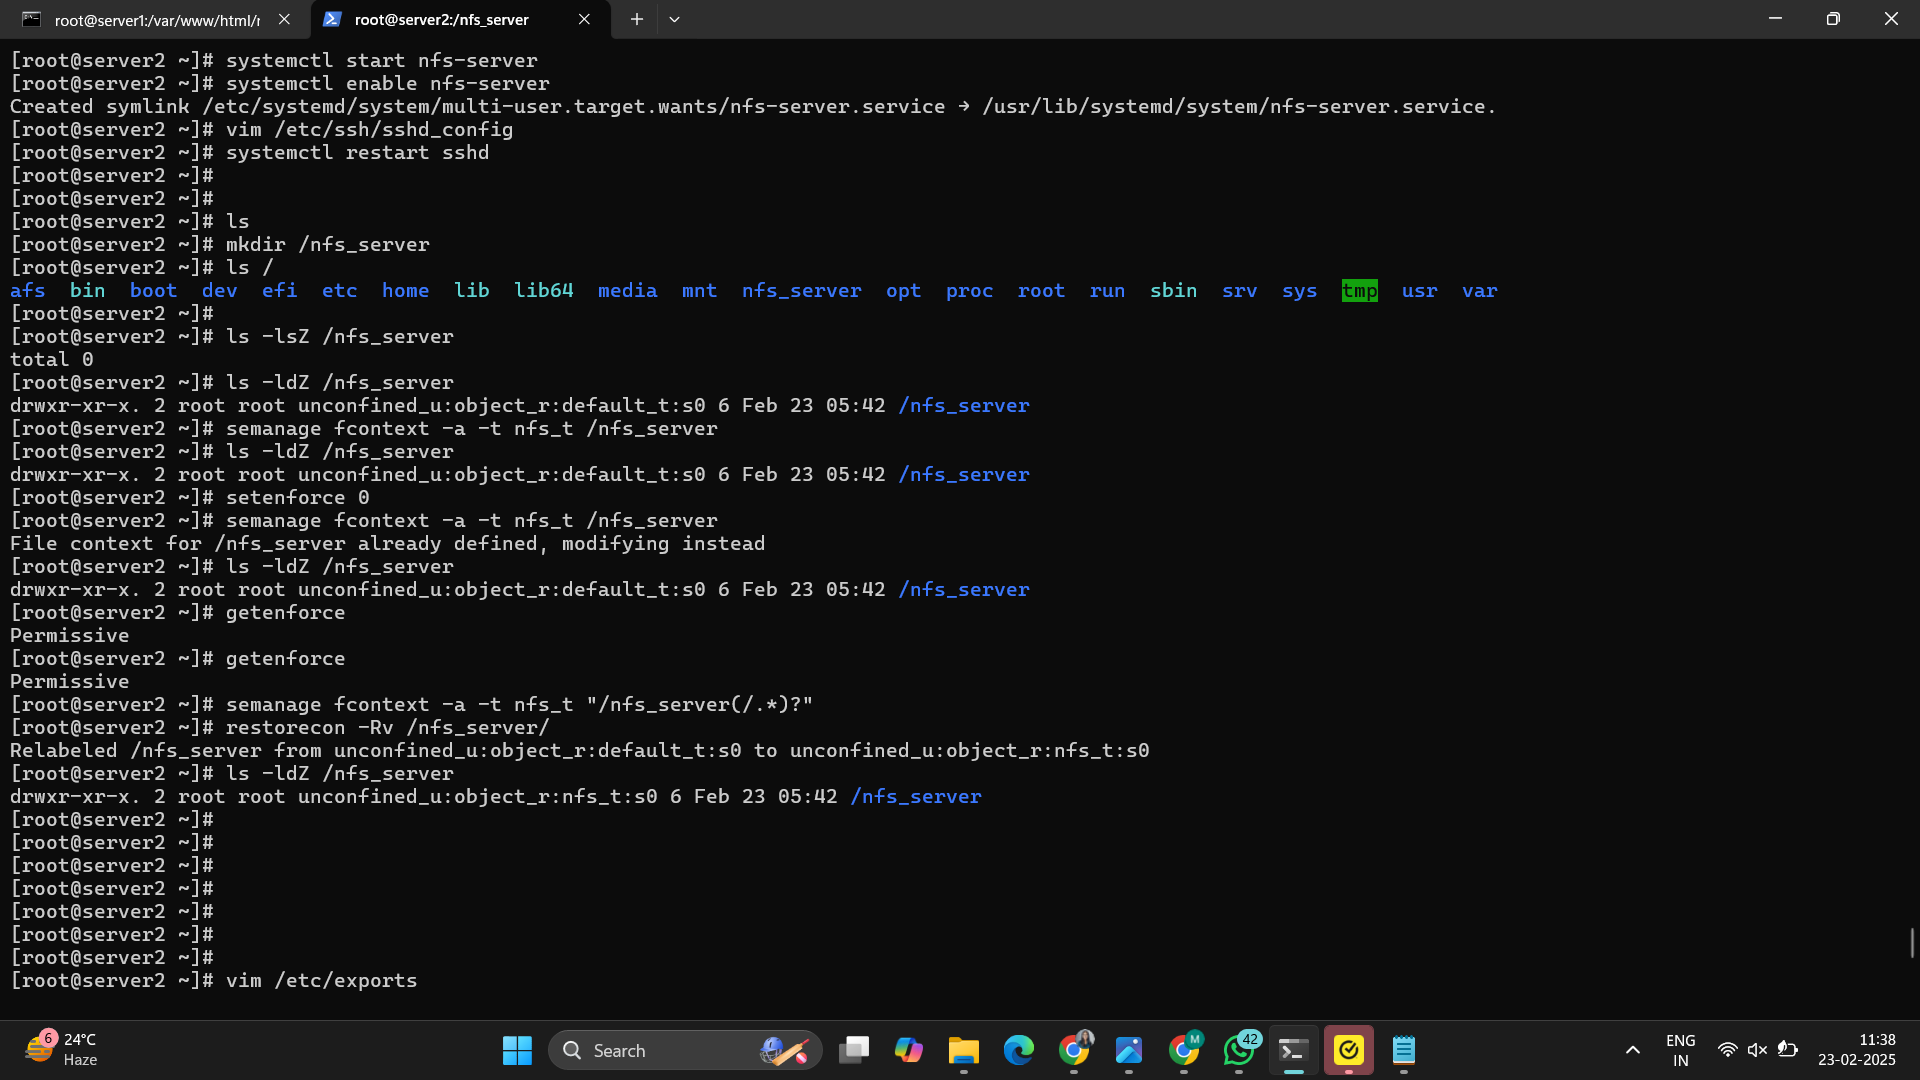 root@server1:/var/www/html/r
root@server2:/nfs_server
[root@server2 ~]# systemctl start nfs-server
[root@server2 ~]# systemctl enable nfs-server
Created symlink /etc/systemd/system/multi-user.target.wants/nfs-server.service → /usr/lib/systemd/system/nfs-server.service.
[root@server2 ~]# vim /etc/ssh/sshd_config
[root@server2 ~]# systemctl restart sshd
[root@server2 ~]#
[root@server2 ~]#
[root@server2 ~]# ls
[root@server2 ~]# mkdir /nfs_server
[root@server2 ~]# ls /
afs bin boot dev efi etc home lib lib64 media mnt nfs_server opt proc root run sbin srv sys tmp usr var
[root@server2 ~]#
[root@server2 ~]# ls -lsZ /nfs_server
total 0
[root@server2 ~]# ls -ldZ /nfs_server
drwxr-xr-x. 2 root root unconfined_u:object_r:default_t:s0 6 Feb 23 05:42 /nfs_server
[root@server2 ~]# semanage fcontext -a -t nfs_t /nfs_server
[root@server2 ~]# ls -ldZ /nfs_server
drwxr-xr-x. 2 root root unconfined_u:object_r:default_t:s0 6 Feb 23 05:42 /nfs_server
[root@server2 ~]# setenforce 0
[root@server2 ~]# semanage fcontext -a -t nfs_t /nfs_server
File context for /nfs_server already defined, modifying instead
[root@server2 ~]# ls -ldZ /nfs_server
drwxr-xr-x. 2 root root unconfined_u:object_r:default_t:s0 6 Feb 23 05:42 /nfs_server
[root@server2 ~]# getenforce
Permissive
[root@server2 ~]# getenforce
Permissive
[root@server2 ~]# semanage fcontext -a -t nfs_t "/nfs_server(/.*)?"
[root@server2 ~]# restorecon -Rv /nfs_server/
Relabeled /nfs_server from unconfined_u:object_r:default_t:s0 to unconfined_u:object_r:nfs_t:s0
[root@server2 ~]# ls -ldZ /nfs_server
drwxr-xr-x. 2 root root unconfined_u:object_r:nfs_t:s0 6 Feb 23 05:42 /nfs_server
[root@server2 ~]#
[root@server2 ~]#
[root@server2 ~]#
[root@server2 ~]#
[root@server2 ~]#
[root@server2 ~]#
[root@server2 ~]#
[root@server2 ~]# vim /etc/exports
6
24°C
Haze
Search
M
42
ENG
IN
11:38
23-02-2025